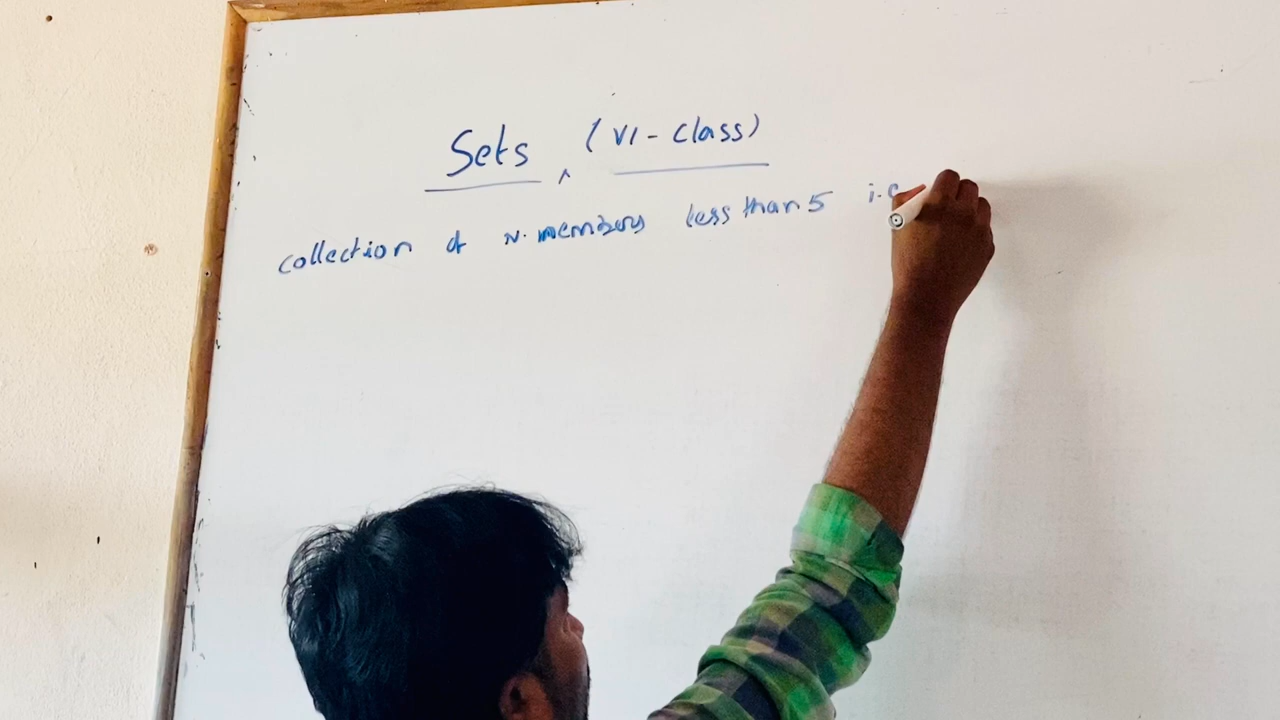 Sets (VI - class)
collection of N. members less than 5 i.e